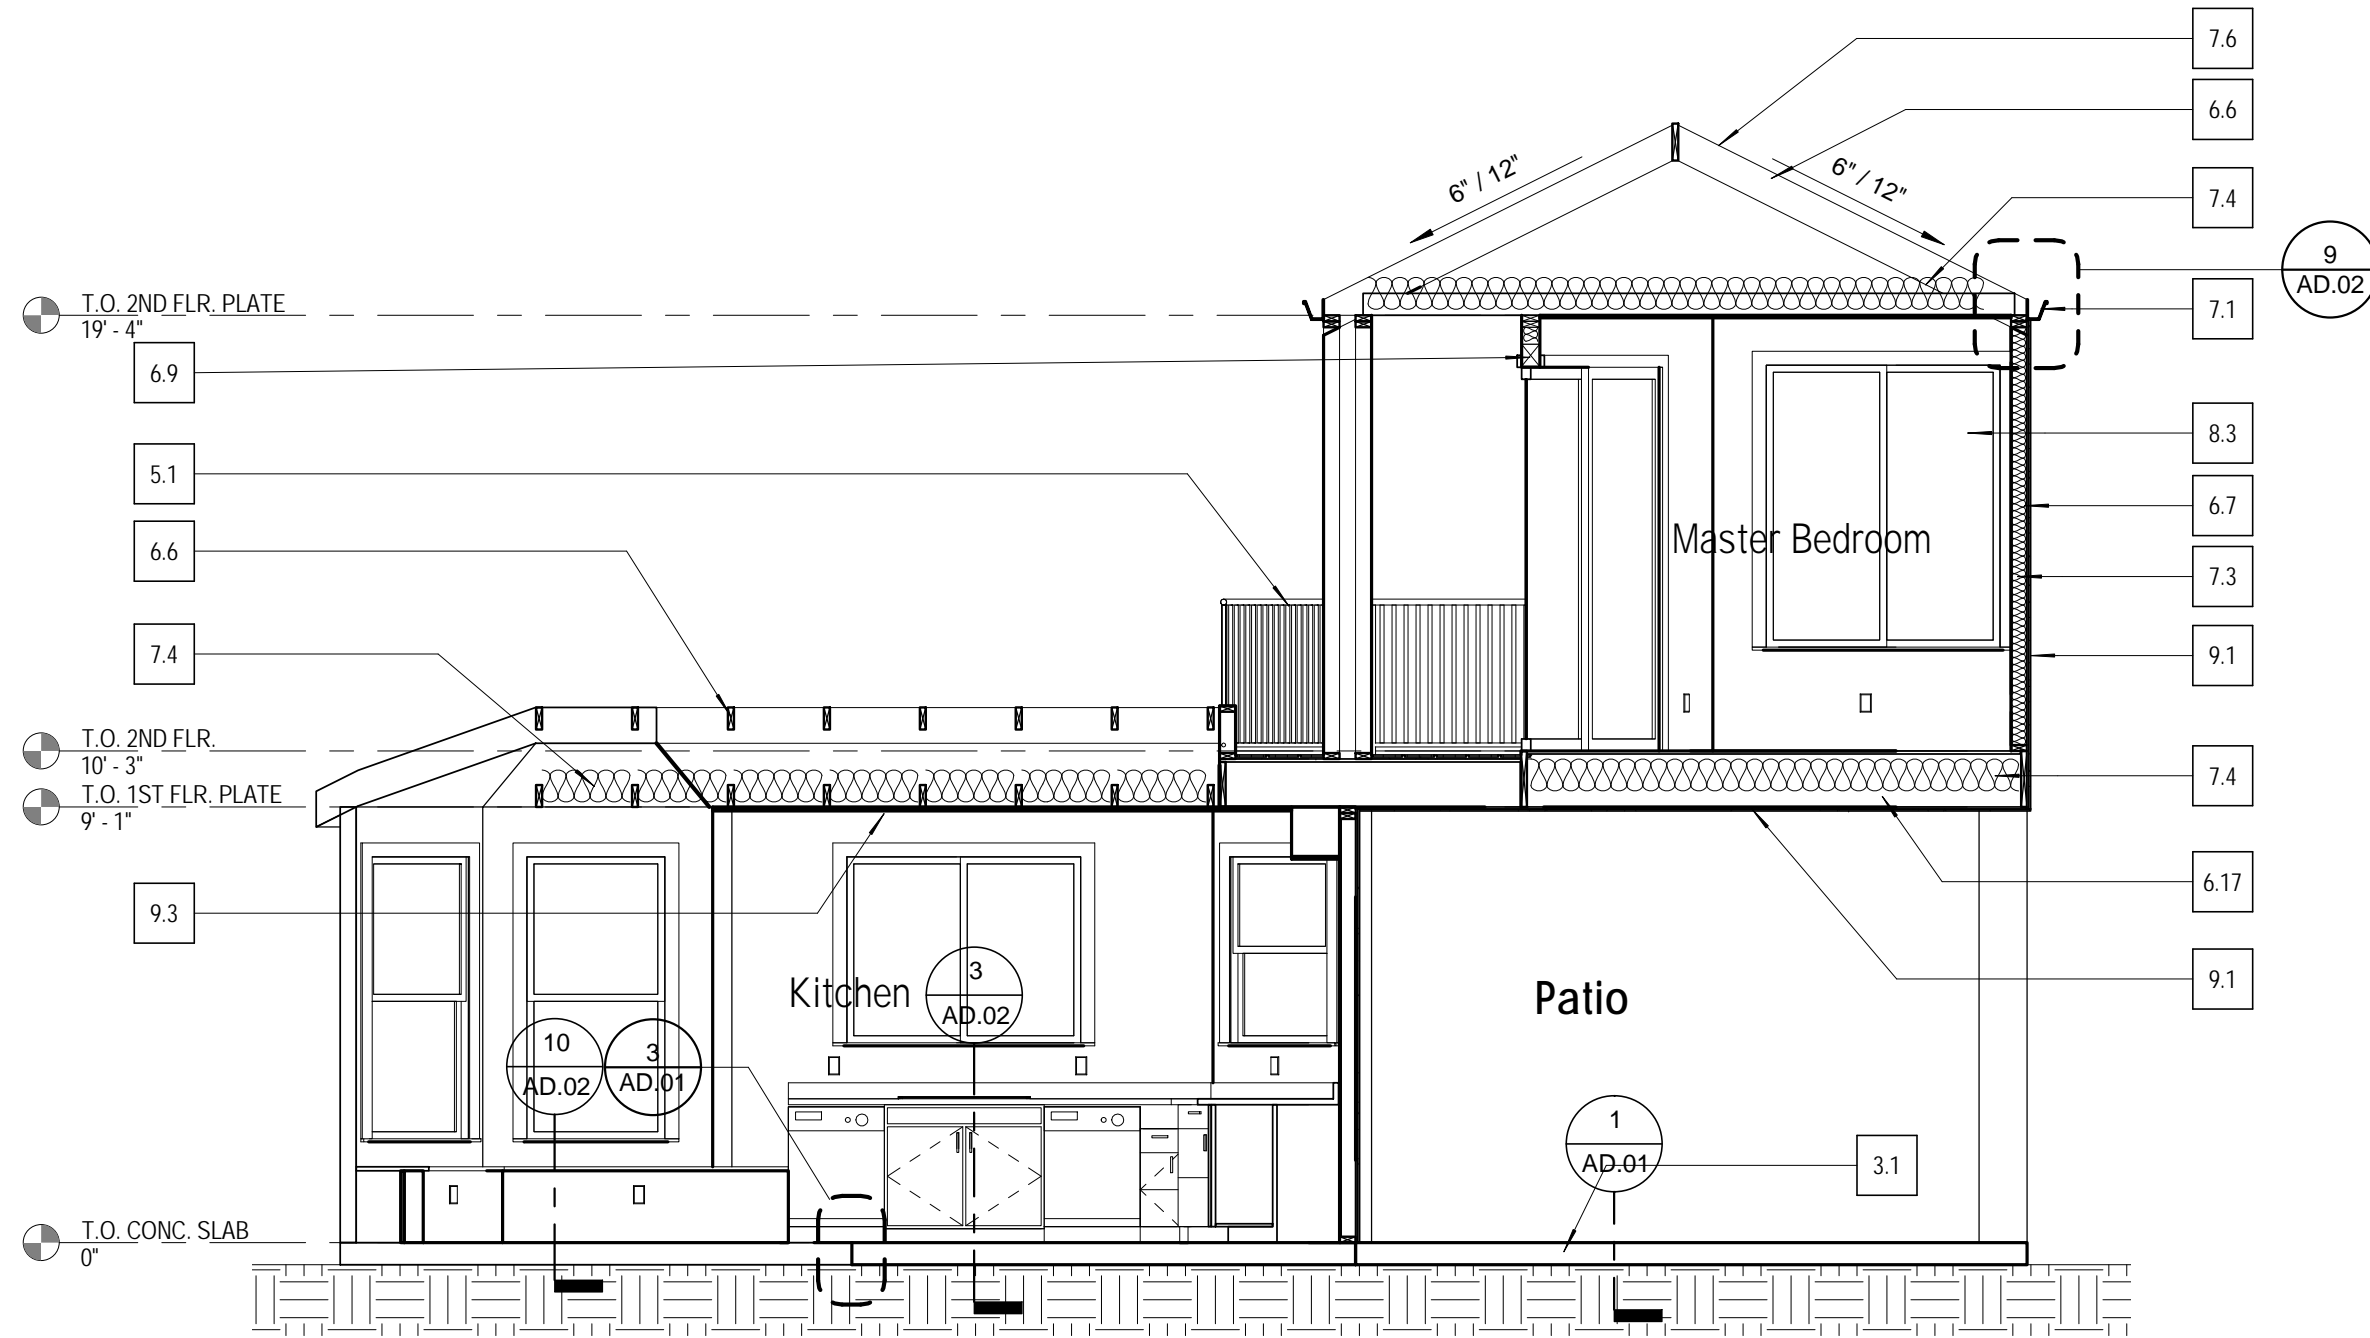 7.6
6.6
6" / 12"
6" / 12"
7.4
9
AD.02
T.O. 2ND FLR. PLATE
19' - 4"
7.1
6.9
8.3
5.1
6.7
Master Bedroom
6.6
7.3
7.4
9.1
T.O. 2ND FLR.
10' - 3"
7.4
T.O. 1ST FLR. PLATE
9' - 1"
6.17
9.3
9.1
Kitchen
3
AD.02
Patio
10
AD.02
3
AD.01
1
AD.01
3.1
T.O. CONC. SLAB
0"